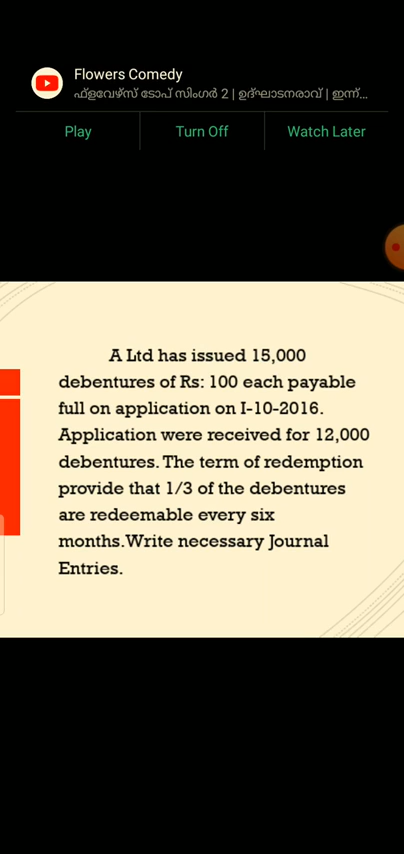 Flowers Comedy
ഫ്ളവേഴ്സ് ടോപ് സിംഗർ 2 | ഉദ്ഘാടനരാവ് | ഇന്ന്...
Play
Turn Off
Watch Later
A Ltd has issued 15,000
debentures of Rs: 100 each payable
full on application on I-10-2016.
Application were received for 12,000
debentures. The term of redemption
provide that 1/3 of the debentures
are redeemable every six
months.Write necessary Journal
Entries.